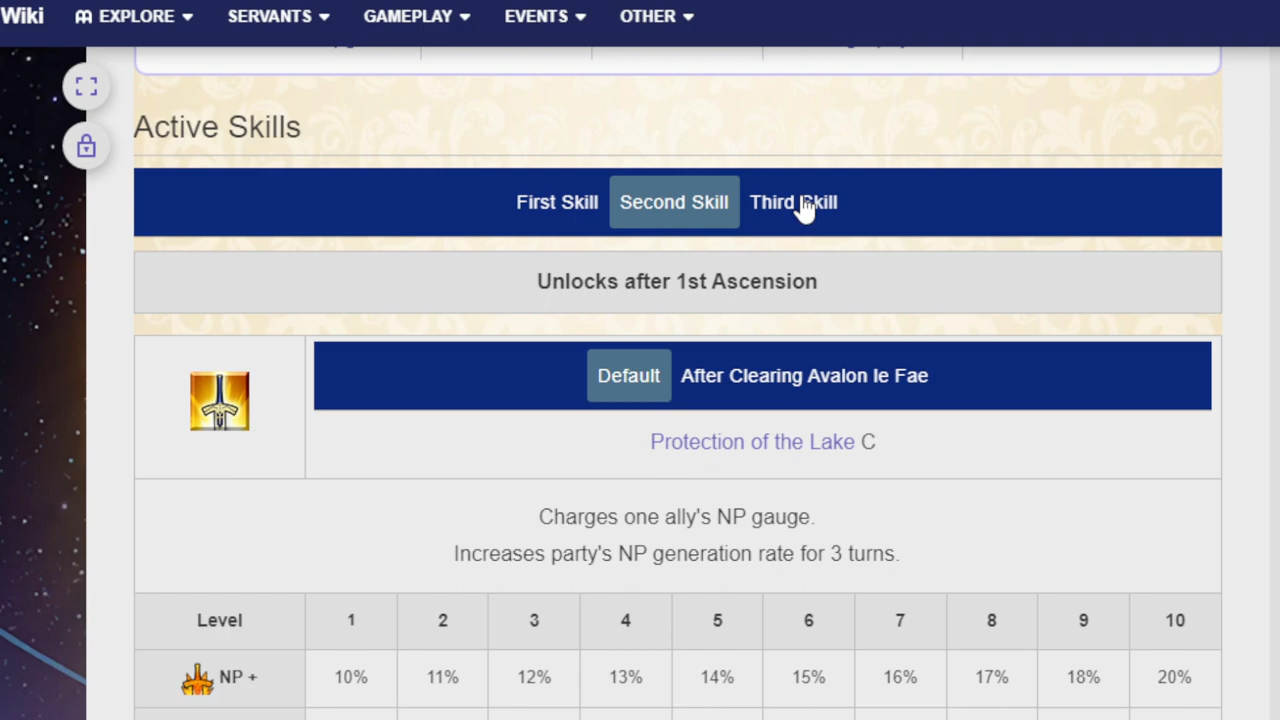 Wiki EXPLORE SERVANTS GAMEPLAY EVENTS OTHER
Active Skills
First Skill Second Skill Third Skill
Unlocks after 1st Ascension
Default After Clearing Avalon le Fae
Protection of the Lake C
Charges one ally's NP gauge.
Increases party's NP generation rate for 3 turns.
Level 1 2 3 4 5 6 7 8 9 10
NP + 10% 11% 12% 13% 14% 15% 16% 17% 18% 20%